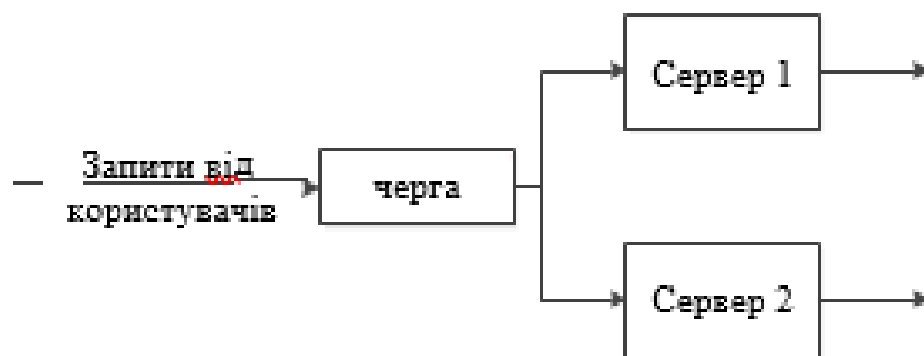 Запити від
користувачів
черга
Сервер 1
Сервер 2